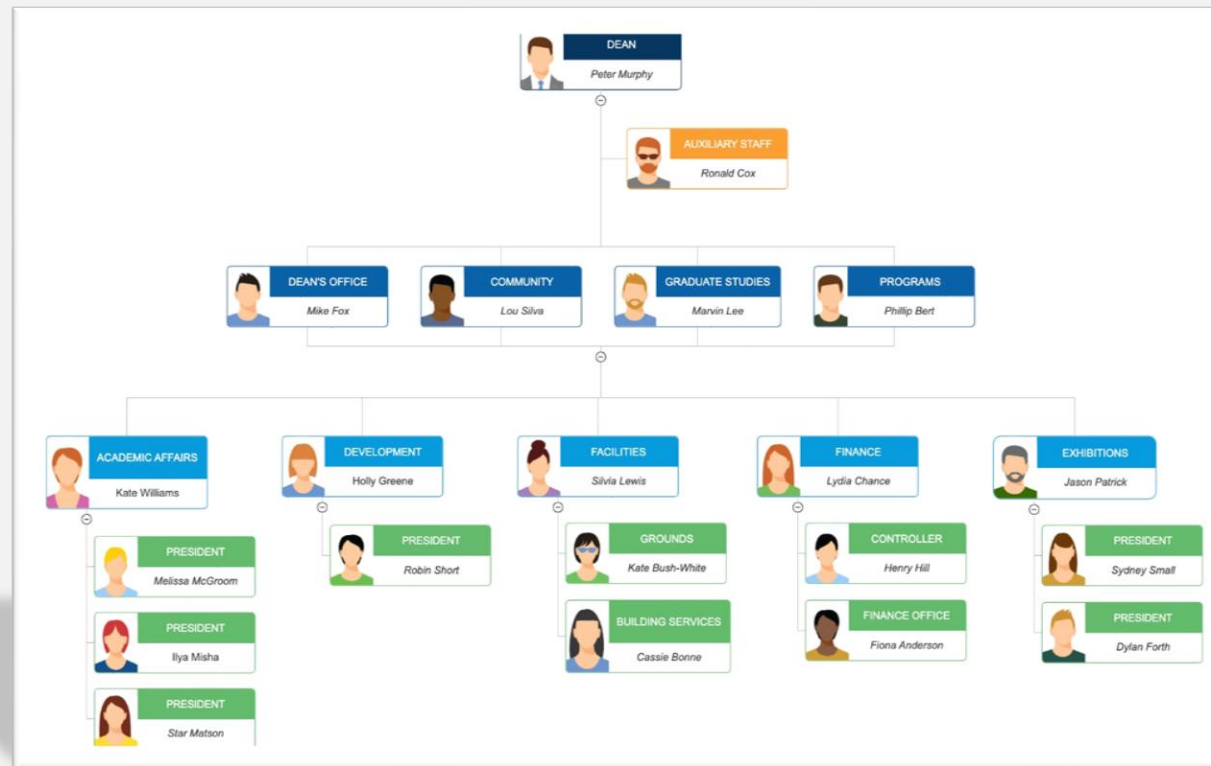 DEAN
Peter Murphy
AUXILIARY STAFF
Ronald Cox
DEAN'S OFFICE
Mike Fox
COMMUNITY
Lou Silva
GRADUATE STUDIES
Marvin Lee
PROGRAMS
Phillip Bert
ACADEMIC AFFAIRS
Kate Williams
DEVELOPMENT
Holly Greene
FACILITIES
Silvia Lewis
FINANCE
Lydia Chance
EXHIBITIONS
Jason Patrick
PRESIDENT
Melissa McGroom
PRESIDENT
Ilya Misha
PRESIDENT
Star Matson
PRESIDENT
Robin Short
GROUNDS
Kate Bush-White
BUILDING SERVICES
Cassie Bonne
CONTROLLER
Henry Hill
FINANCE OFFICE
Fiona Anderson
PRESIDENT
Sydney Small
PRESIDENT
Dylan Forth